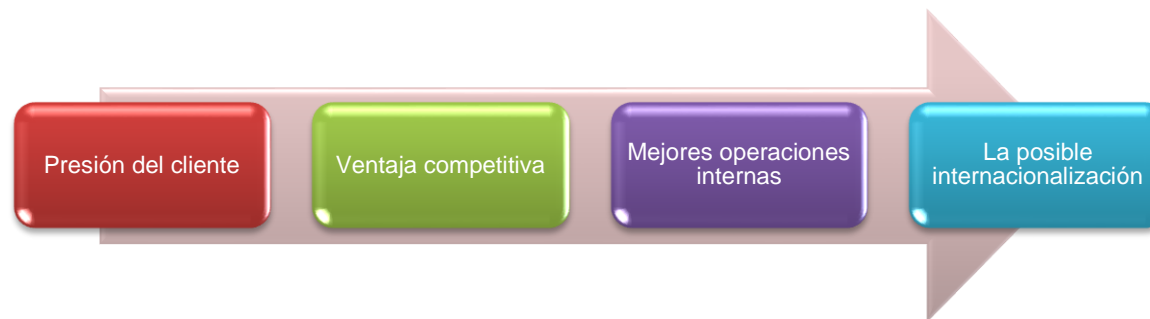 Presión del cliente
Ventaja competitiva
Mejores operaciones
internas
La posible
internacionalización